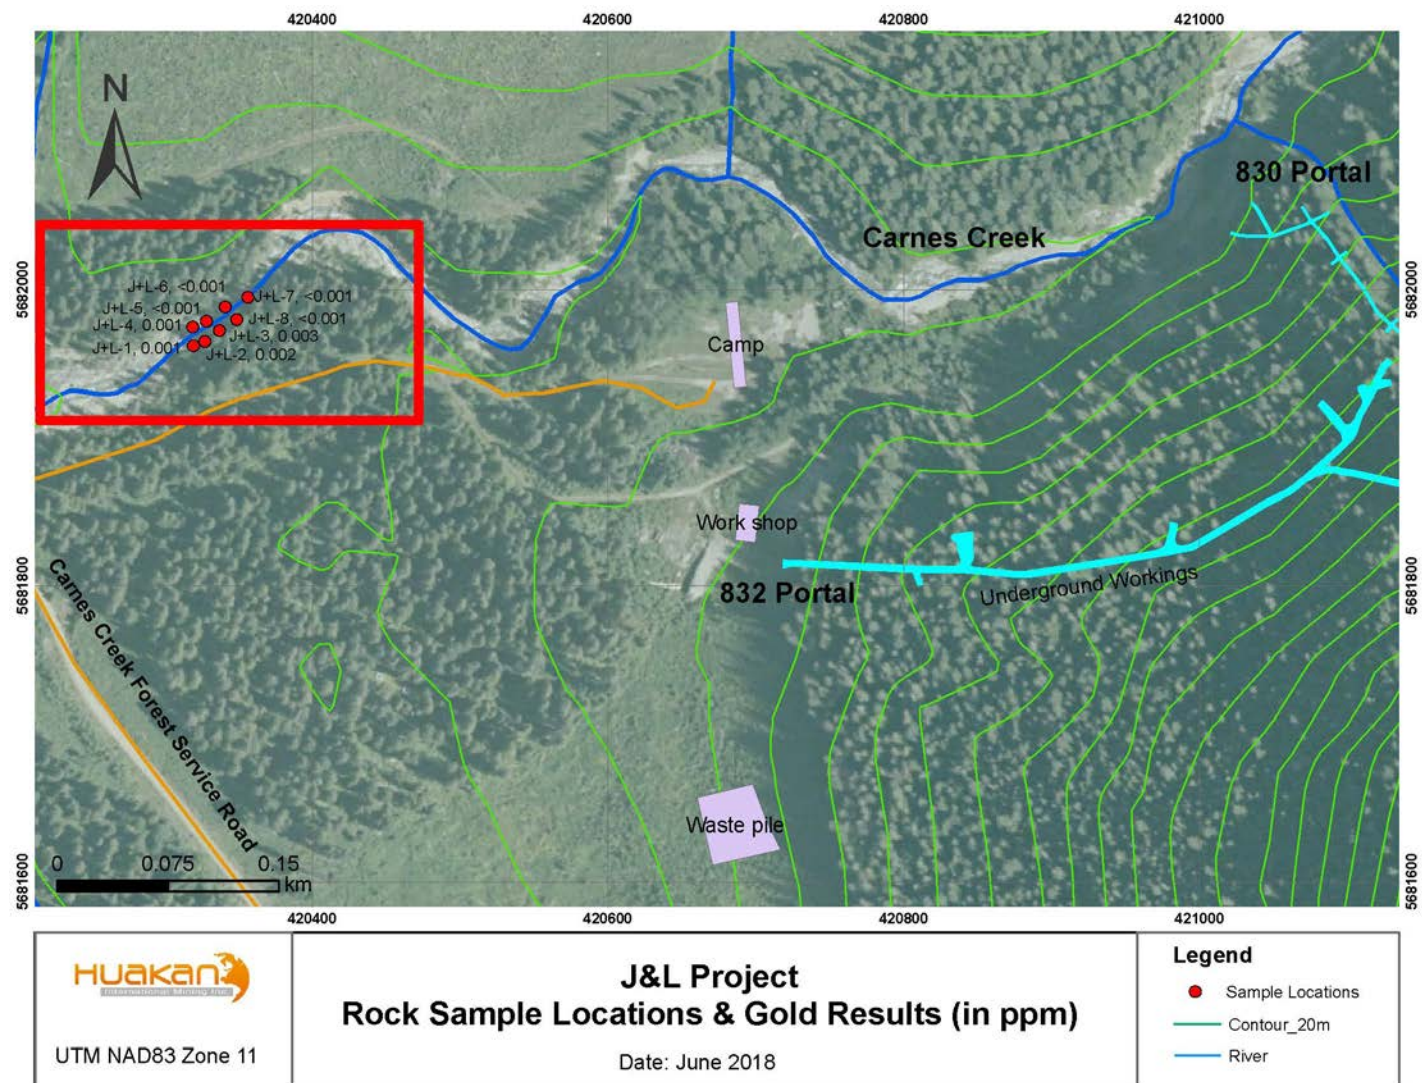 420400 420600 420800 421000
N
830 Portal
Carnes Creek
5682000
5682000
J+L-6, <0.001
J+L-7, <0.001
J+L-5, <0.001
J+L-8, <0.001
J+L-4, 0.001
J+L-3, 0.003
J+L-1, 0.001
J+L-2, 0.002
Camp
Work shop
832 Portal
Underground Workings
5681800
5681800
Carnes Creek Forest Service Road
Waste pile
0 0.075 0.15
km
5681600
5681600
420400 420600 420800 421000
HUAKAN
International Mining Inc.
UTM NAD83 Zone 11
J&L Project
Rock Sample Locations & Gold Results (in ppm)
Date: June 2018
Legend
Sample Locations
Contour_20m
River